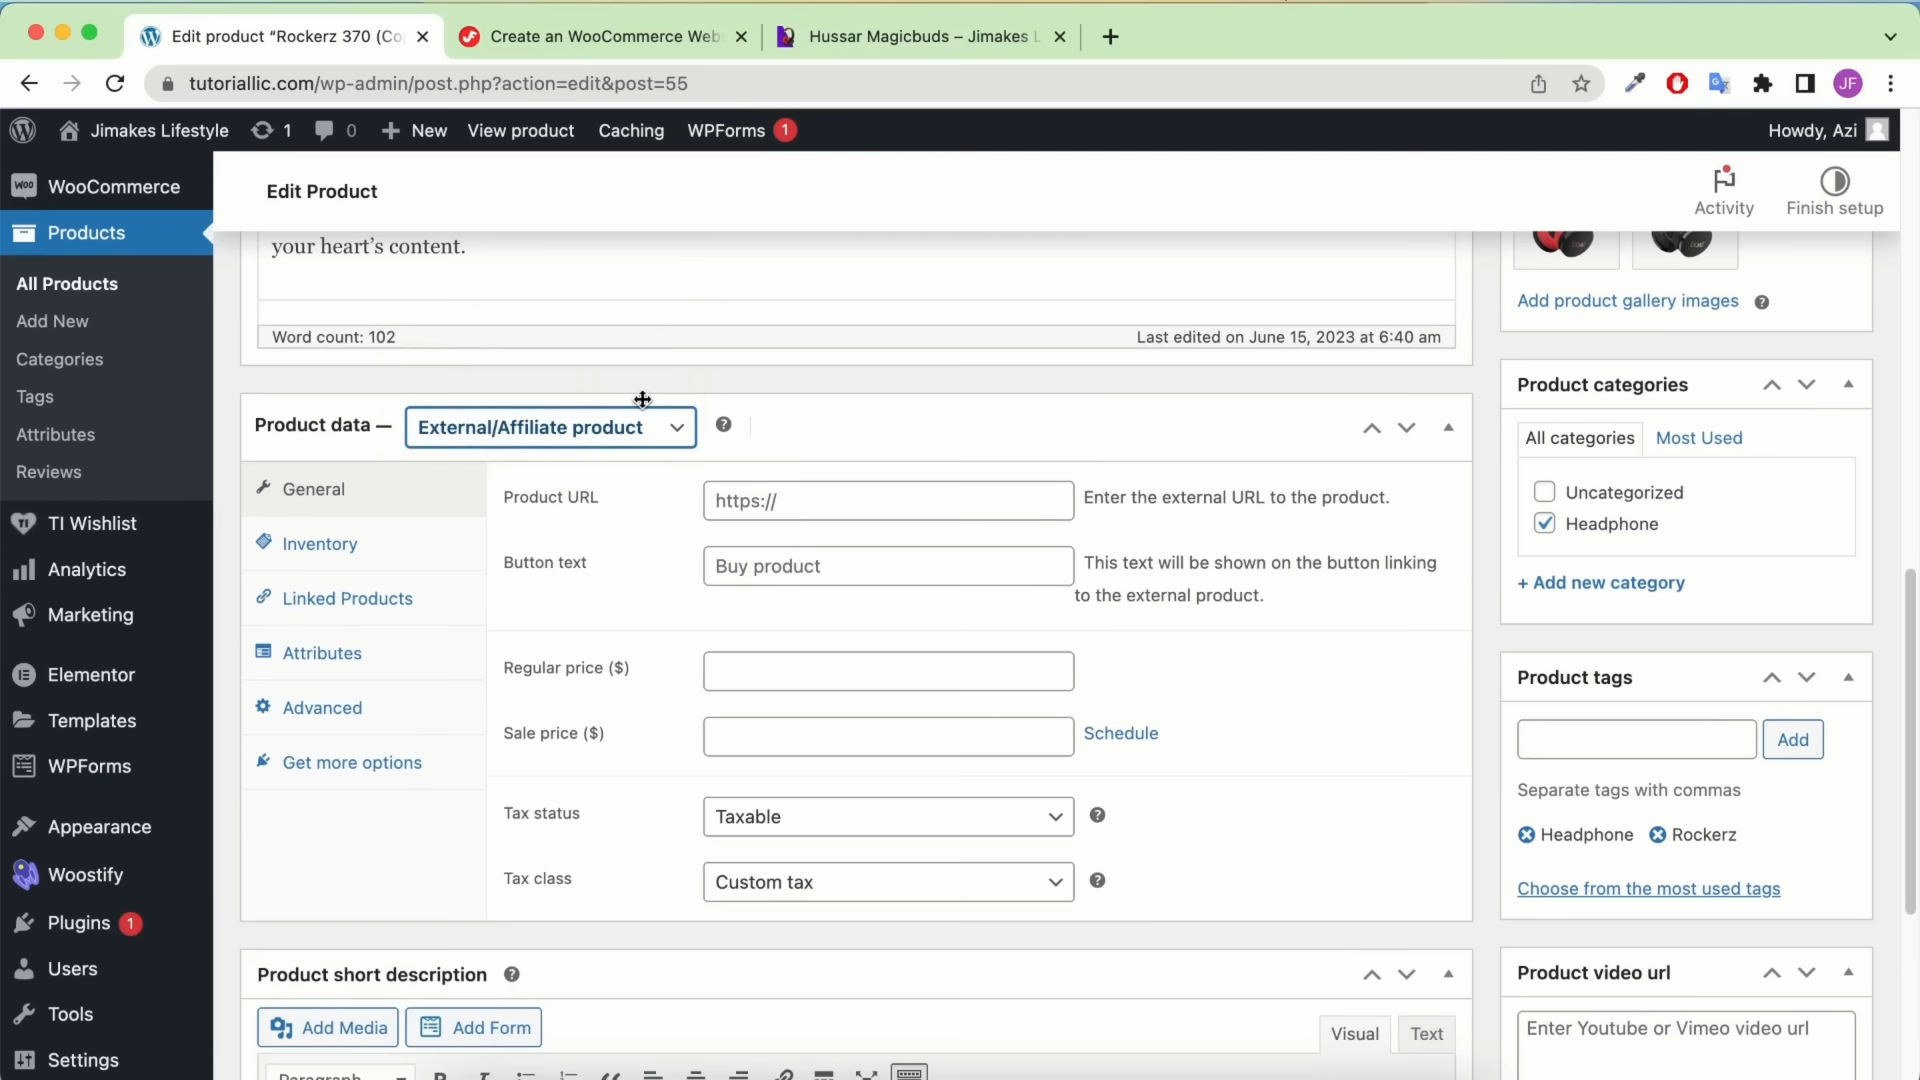 Edit product “Rockerz 370 (Co
Create an WooCommerce Web
Hussar Magicbuds – Jimakes L
tutoriallic.com/wp-admin/post.php?action=edit&post=55
JF
Jimakes Lifestyle
1
0
New
View product
Caching
WPForms
1
Howdy, Azi
WooCommerce
Products
All Products
Add New
Categories
Tags
Attributes
Reviews
TI Wishlist
Analytics
Marketing
Elementor
Templates
WPForms
Appearance
Woostify
Plugins 1
Users
Tools
Settings
Edit Product
Activity
Finish setup
your heart’s content.
Word count: 102
Last edited on June 15, 2023 at 6:40 am
Product data —
External/Affiliate product
General
Inventory
Linked Products
Attributes
Advanced
Get more options
Product URL
https://
Enter the external URL to the product.
Button text
Buy product
This text will be shown on the button linking
to the external product.
Regular price ($)
Sale price ($)
Schedule
Tax status
Taxable
Tax class
Custom tax
Product short description
Add Media
Add Form
Visual
Text
Paragraph
Add product gallery images
Product categories
All categories
Most Used
Uncategorized
Headphone
+ Add new category
Product tags
Add
Separate tags with commas
Headphone
Rockerz
Choose from the most used tags
Product video url
Enter Youtube or Vimeo video url